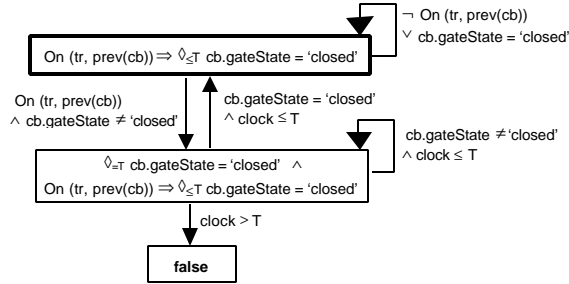 ¬ On (tr, prev(cb))
∨ cb.gateState = ‘closed’
On (tr, prev(cb)) ⇒ ◊≤T cb.gateState = ‘closed’
On (tr, prev(cb))
∧ cb.gateState ≠ ‘closed’
cb.gateState = ‘closed’
∧ clock ≤ T
cb.gateState ≠‘closed’
∧ clock ≤ T
◊=T cb.gateState = ‘closed’ ∧
On (tr, prev(cb)) ⇒ ◊≤T cb.gateState = ‘closed’
clock > T
false